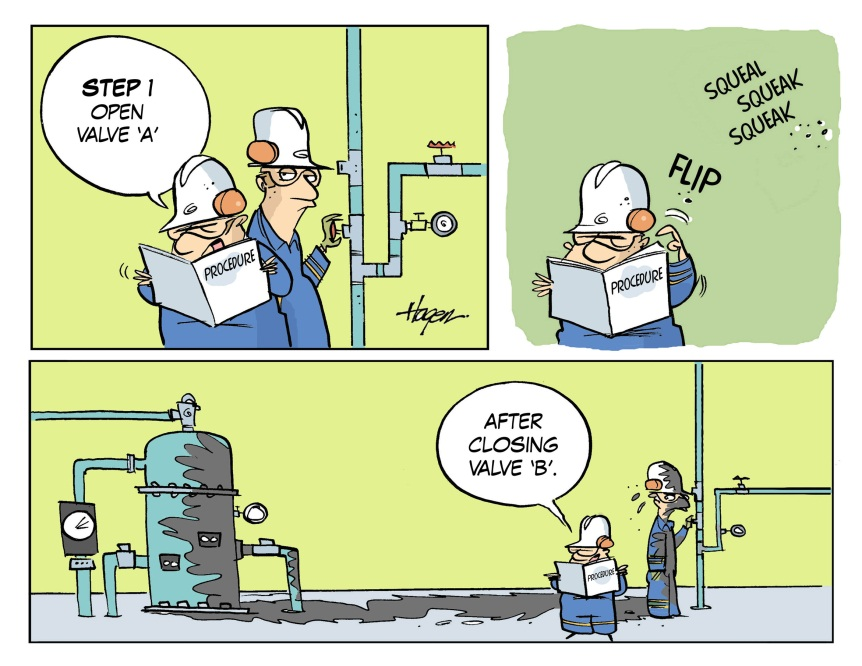 STEP 1
OPEN
VALVE 'A'
PROCEDURE
Hagen
SQUEAL
SQUEAK
SQUEAK
FLIP
PROCEDURE
AFTER
CLOSING
VALVE 'B'.
PROCEDURE